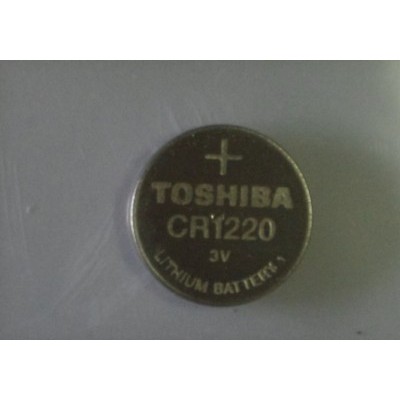 +
TOSHIBA
CR1220
3V
LITHIUM BATTERY